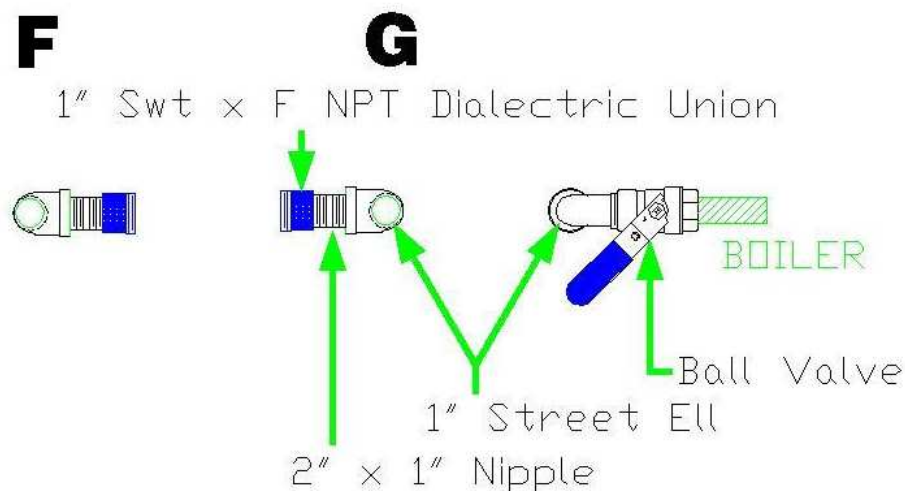 F G
1" Swt x F NPT Dialectric Union
BOILER
Ball Valve
1" Street Ell
2" x 1" Nipple